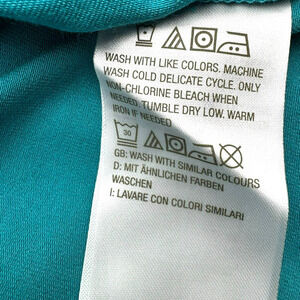 WASH WITH LIKE COLORS. MACHINE
WASH COLD DELICATE CYCLE. ONLY
NON-CHLORINE BLEACH WHEN
NEEDED. TUMBLE DRY LOW. WARM
IRON IF NEEDED
30
GB: WASH WITH SIMILAR COLOURS
D: MIT ÄHNLICHEN FARBEN
WASCHEN
I: LAVARE CON COLORI SIMILARI